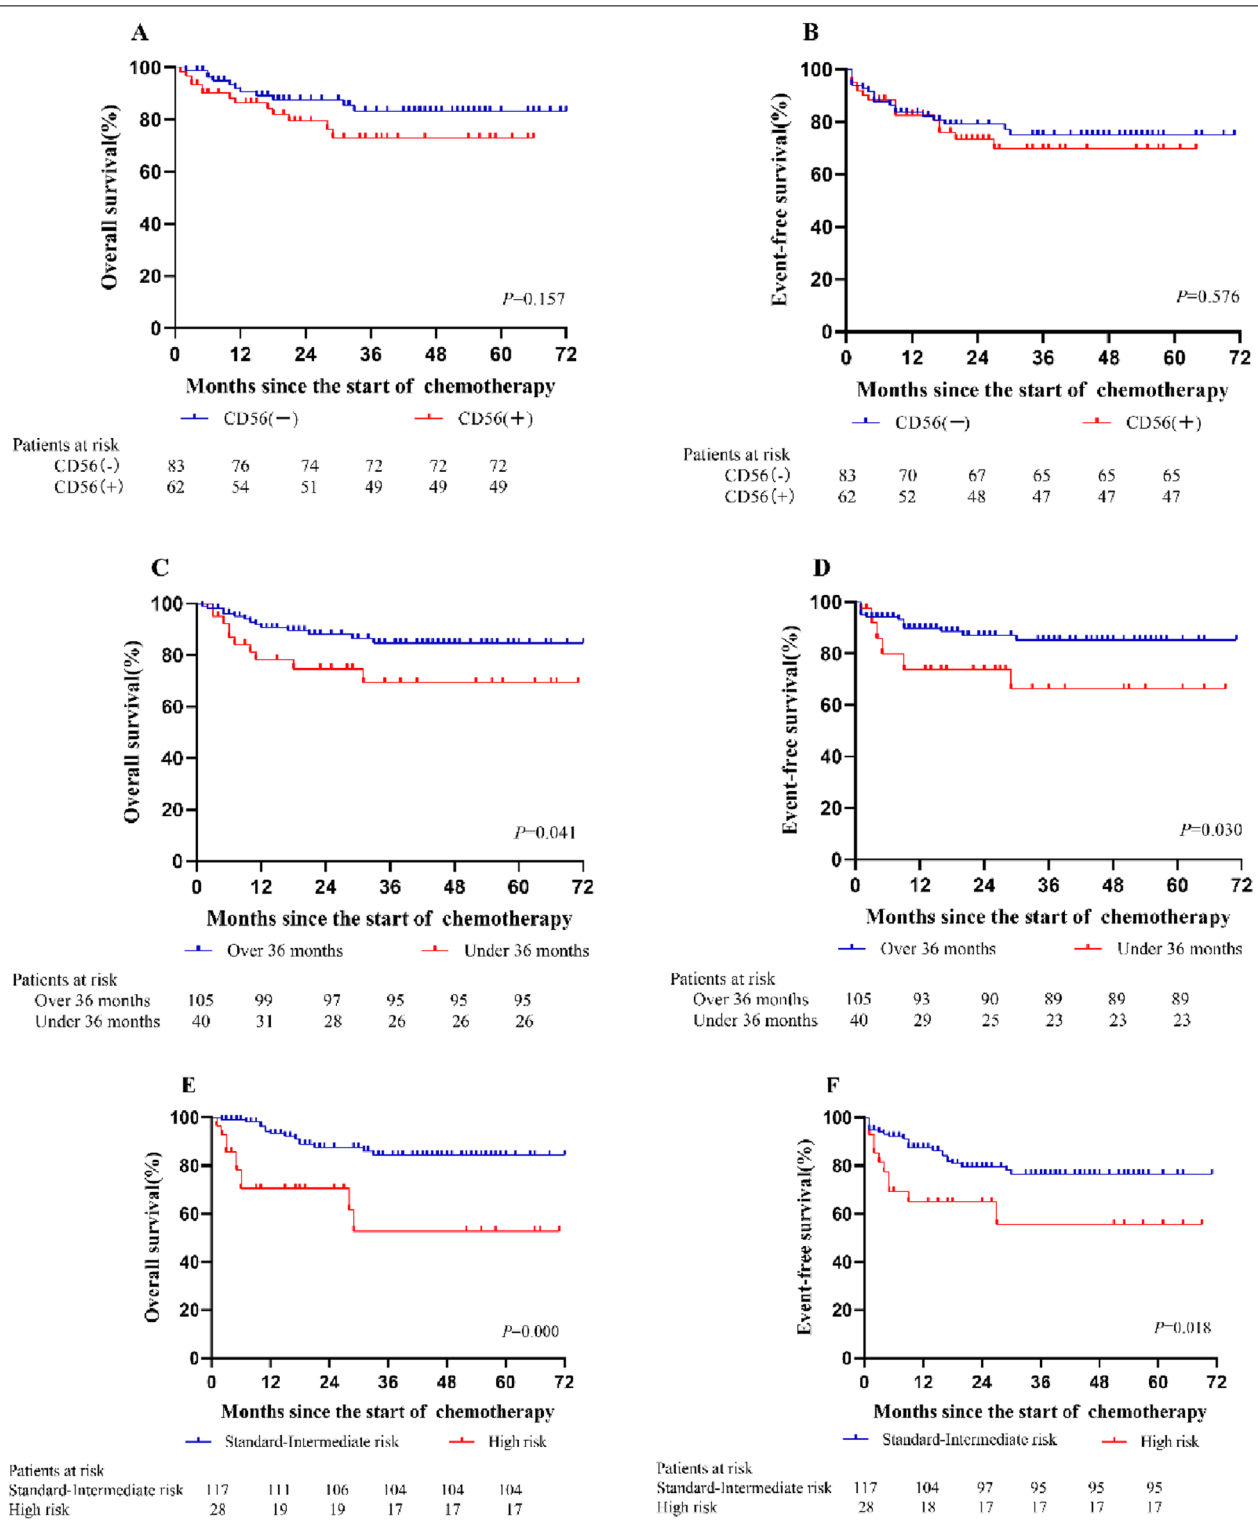 A
100
80
60
40
20
0
Overall survival(%)
P=0.157
0 12 24 36 48 60 72
Months since the start of chemotherapy
CD56(−) CD56(+)
Patients at risk
CD56(-) 83 76 74 72 72 72
CD56(+) 62 54 51 49 49 49
B
100
80
60
40
20
0
Event-free survival(%)
P=0.576
0 12 24 36 48 60 72
Months since the start of chemotherapy
CD56(−) CD56(+)
Patients at risk
CD56(-) 83 70 67 65 65 65
CD56(+) 62 52 48 47 47 47
C
100
80
60
40
20
0
Overall survival(%)
P=0.041
0 12 24 36 48 60 72
Months since the start of chemotherapy
Over 36 months Under 36 months
Patients at risk
Over 36 months 105 99 97 95 95 95
Under 36 months 40 31 28 26 26 26
D
100
80
60
40
20
0
Event-free survival(%)
P=0.030
0 12 24 36 48 60 72
Months since the start of chemotherapy
Over 36 months Under 36 months
Patients at risk
Over 36 months 105 93 90 89 89 89
Under 36 months 40 29 25 23 23 23
E
100
80
60
40
20
0
Overall survival(%)
P=0.000
0 12 24 36 48 60 72
Months since the start of chemotherapy
Standard-Intermediate risk High risk
Patients at risk
Standard-Intermediate risk 117 111 106 104 104 104
High risk 28 19 19 17 17 17
F
100
80
60
40
20
0
Event-free survival(%)
P=0.018
0 12 24 36 48 60 72
Months since the start of chemotherapy
Standard-Intermediate risk High risk
Patients at risk
Standard-Intermediate risk 117 104 97 95 95 95
High risk 28 18 17 17 17 17